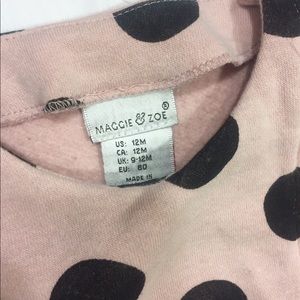 MAGGIE & ZOE ®
US: 12M
CA: 12M
UK: 9-12M
EU: 80
MADE IN